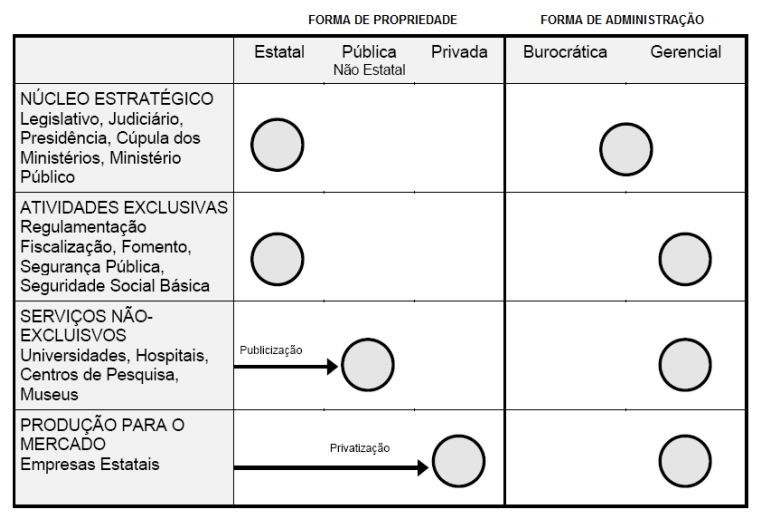 FORMA DE PROPRIEDADE FORMA DE ADMINISTRAÇÃO
Estatal Pública Privada Burocrática Gerencial
Não Estatal
NÚCLEO ESTRATÉGICO
Legislativo, Judiciário,
Presidência, Cúpula dos
Ministérios, Ministério
Público
ATIVIDADES EXCLUSIVAS
Regulamentação
Fiscalização, Fomento,
Segurança Pública,
Seguridade Social Básica
SERVIÇOS NÃO-
EXCLUISVOS
Universidades, Hospitais,
Centros de Pesquisa,
Museus
Publicização
PRODUÇÃO PARA O
MERCADO
Empresas Estatais
Privatização